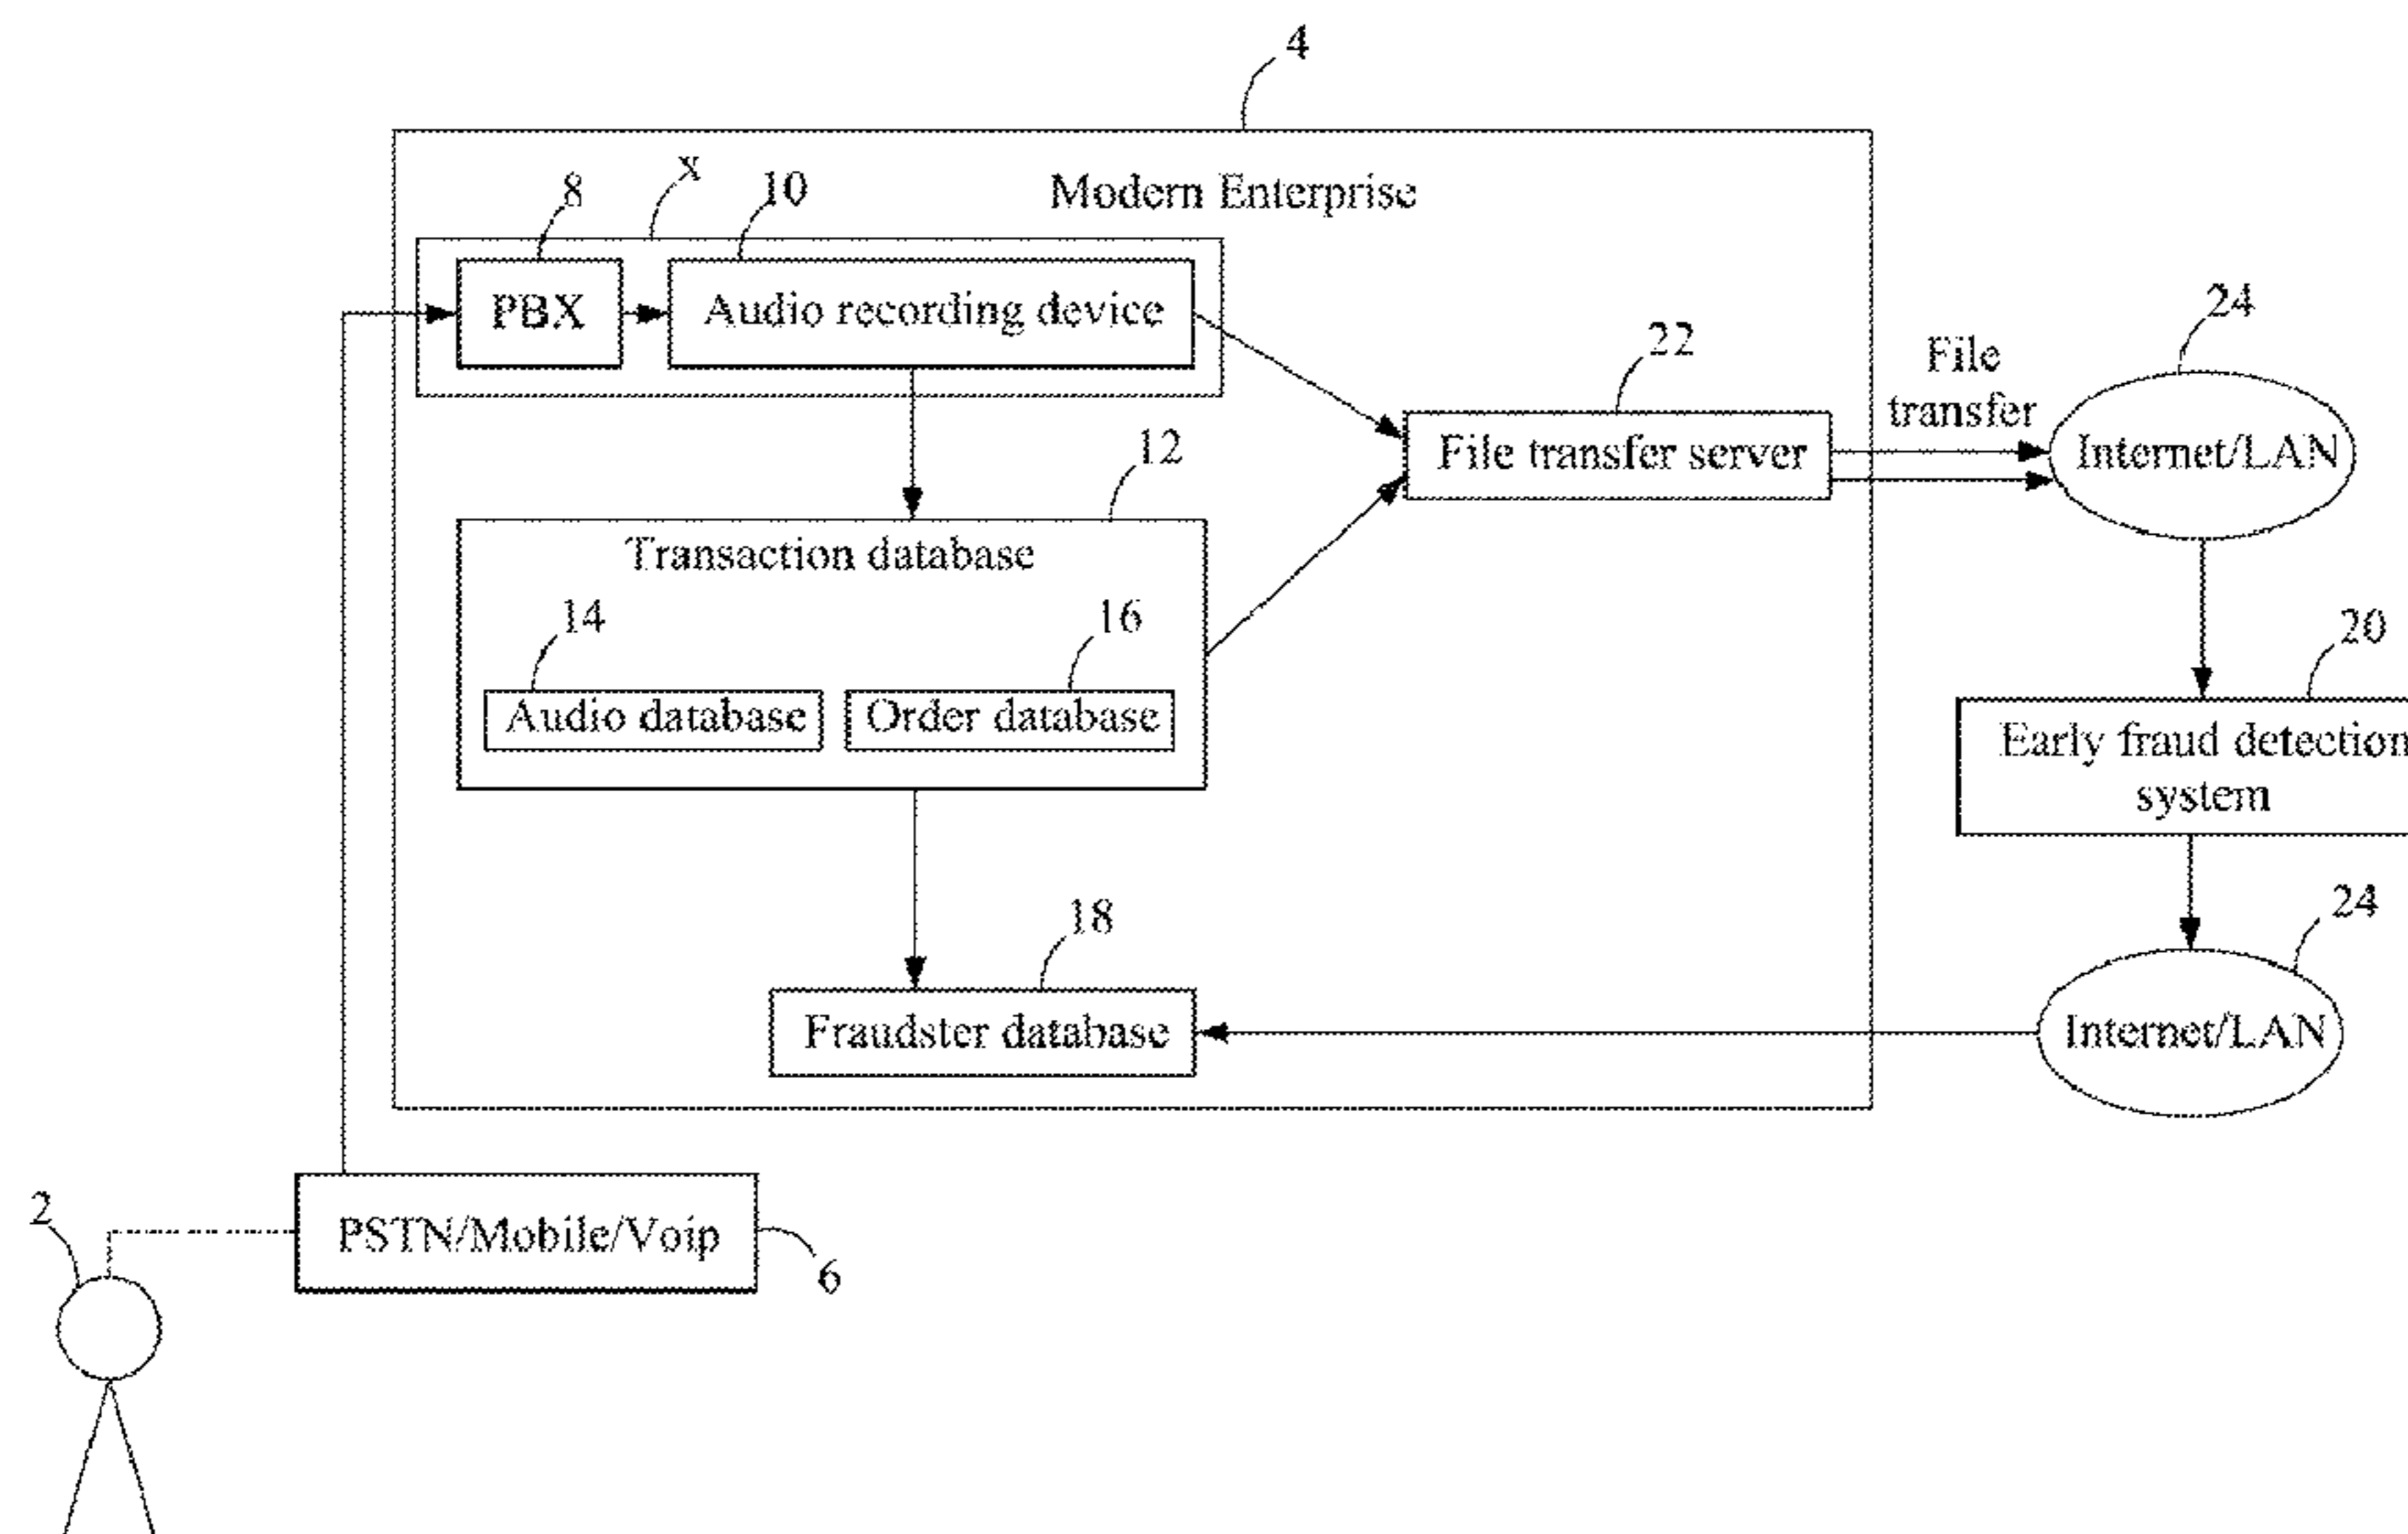 4
x
8
10
Modern Enterprise
PBX
Audio recording device
24
22
File
transfer
File transfer server
Internet/LAN
12
Transaction database
14
16
Audio database
Order database
20
Early fraud detection
system
18
24
Fraudster database
Internet/LAN
2
PSTN/Mobile/Voip
6